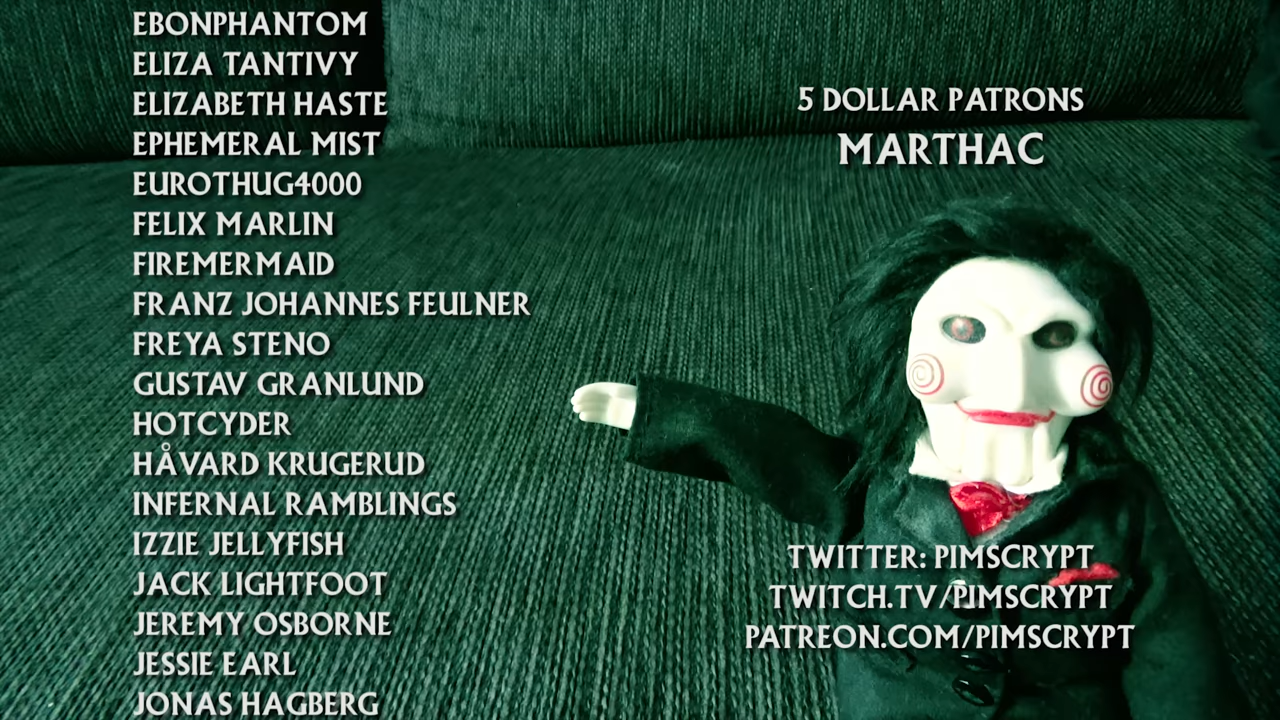 EBONPHANTOM
ELIZA TANTIVY
ELIZABETH HASTE
EPHEMERAL MIST
EUROTHUG4000
FELIX MARLIN
FIREMERMAID
FRANZ JOHANNES FEULNER
FREYA STENO
GUSTAV GRANLUND
HOTCYDER
HÅVARD KRUGERUD
INFERNAL RAMBLINGS
IZZIE JELLYFISH
JACK LIGHTFOOT
JEREMY OSBORNE
JESSIE EARL
JONAS HAGBERG
5 DOLLAR PATRONS
MARTHAC
TWITTER: PIMSCRYPT
TWITCH.TV/PIMSCRYPT
PATREON.COM/PIMSCRYPT